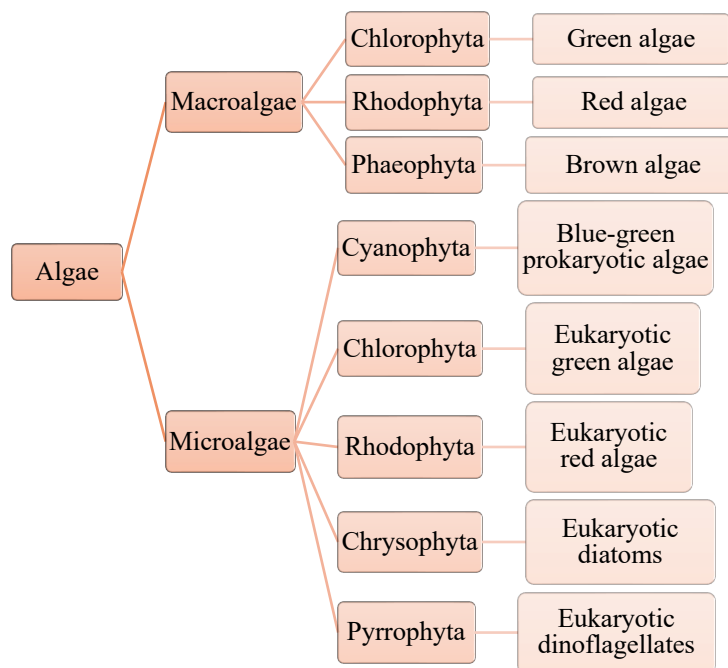 Algae
Macroalgae
Chlorophyta
Green algae
Rhodophyta
Red algae
Phaeophyta
Brown algae
Microalgae
Cyanophyta
Blue-green
prokaryotic algae
Chlorophyta
Eukaryotic
green algae
Rhodophyta
Eukaryotic
red algae
Chrysophyta
Eukaryotic
diatoms
Pyrrophyta
Eukaryotic
dinoflagellates